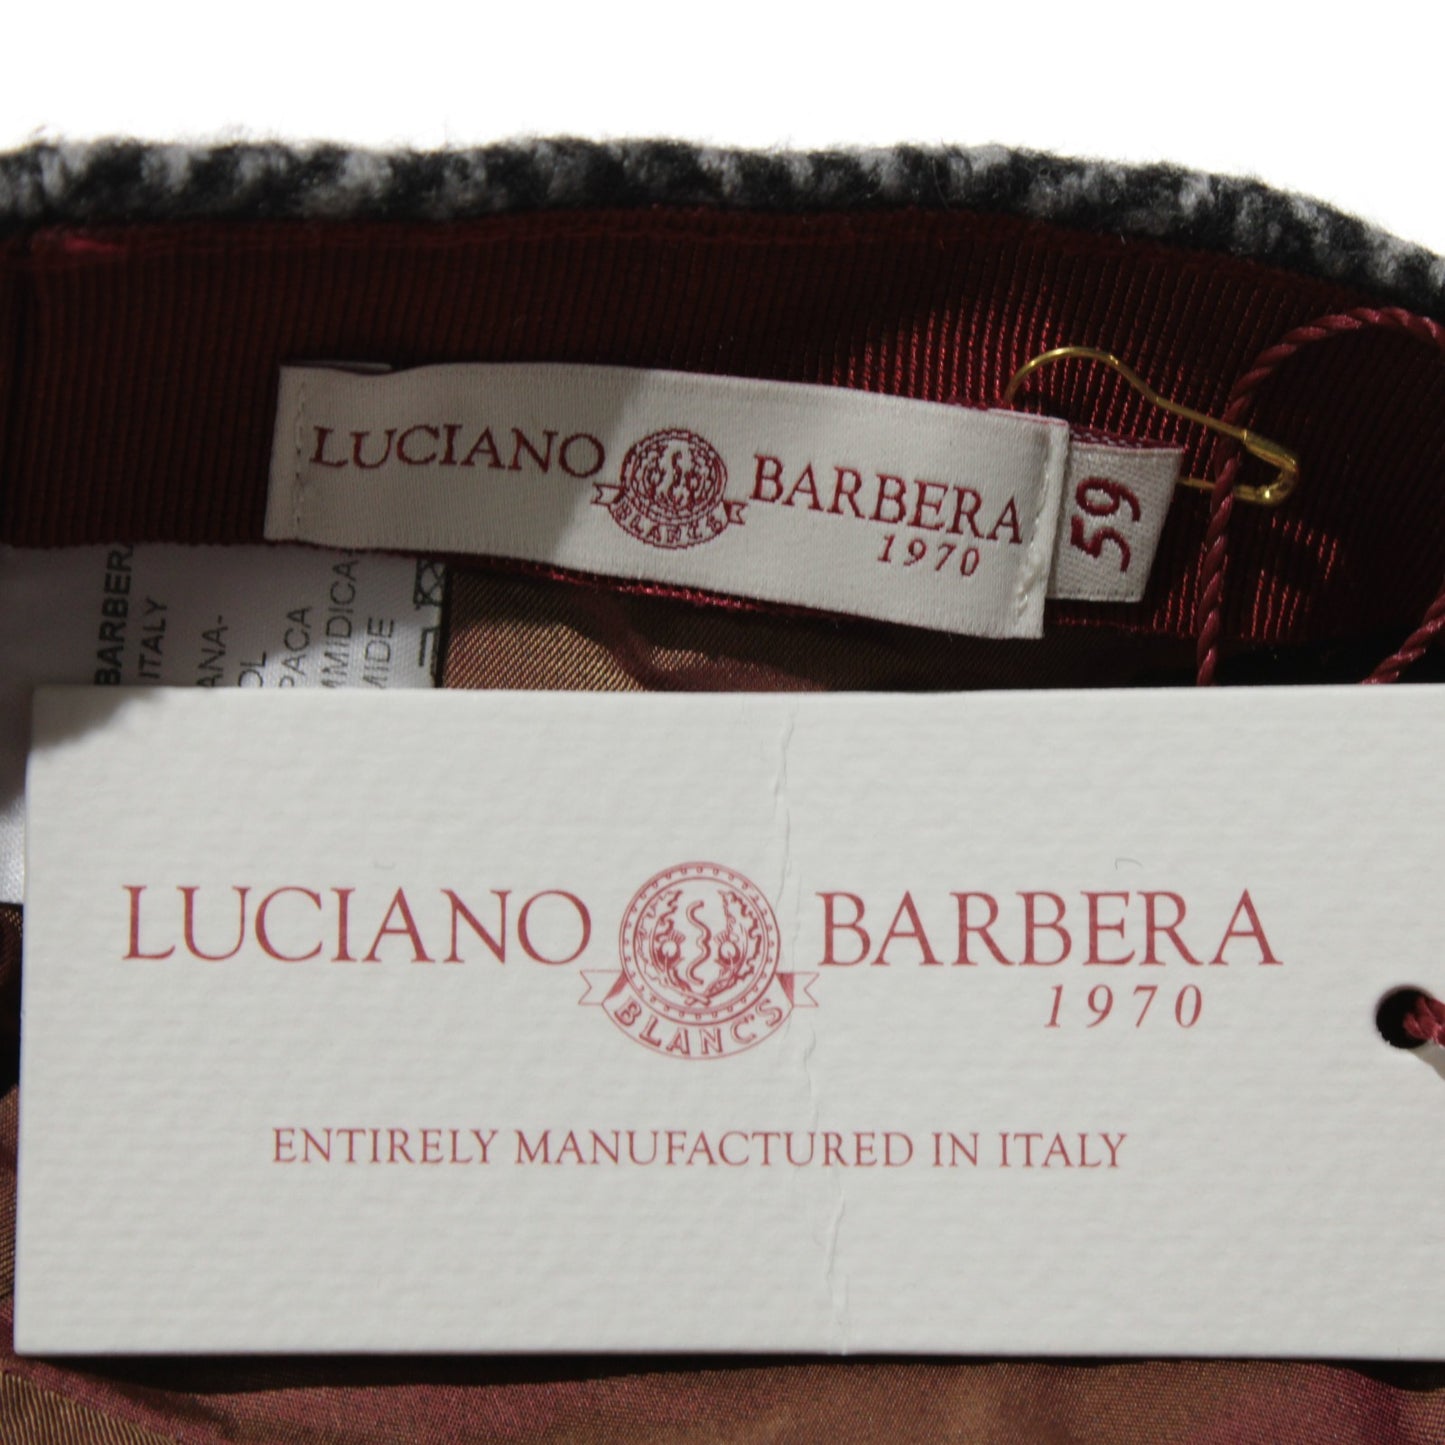 LUCIANO BLANC'S BARBERA
1970
59
BARBER
ITALY
ANA-
OL
PACA
MMIDICA
MIDE
LUCIANO BLANC'S BARBERA
1970
ENTIRELY MANUFACTURED IN ITALY